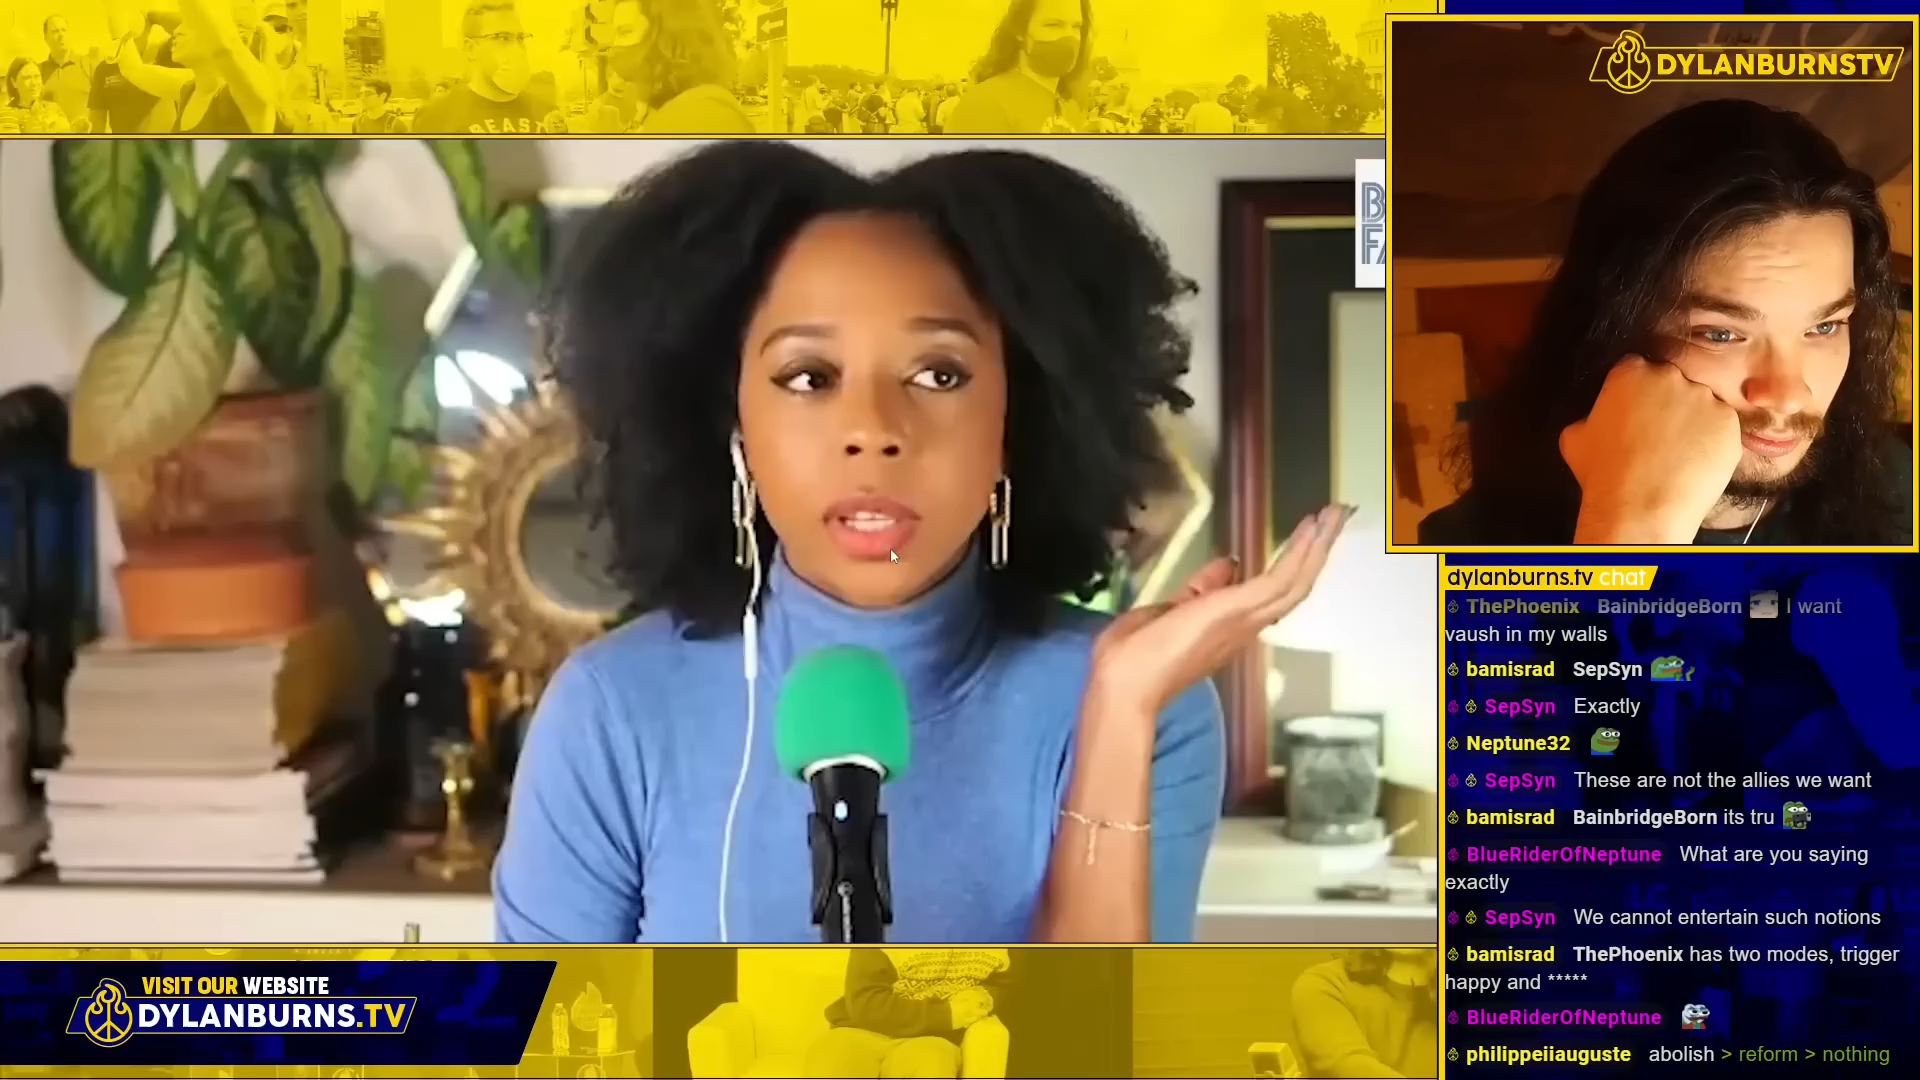 BEAST
B
FA
DYLANBURNSTV
dylanburns.tv chat
ThePhoenix BainbridgeBorn I want
vaush in my walls
bamisrad SepSyn
SepSyn Exactly
Neptune32
SepSyn These are not the allies we want
bamisrad BainbridgeBorn its tru
BlueRiderOfNeptune What are you saying
exactly
SepSyn We cannot entertain such notions
bamisrad ThePhoenix has two modes, trigger
happy and *****
BlueRiderOfNeptune
philippeiiauguste abolish > reform > nothing
VISIT OUR WEBSITE
DYLANBURNS.TV